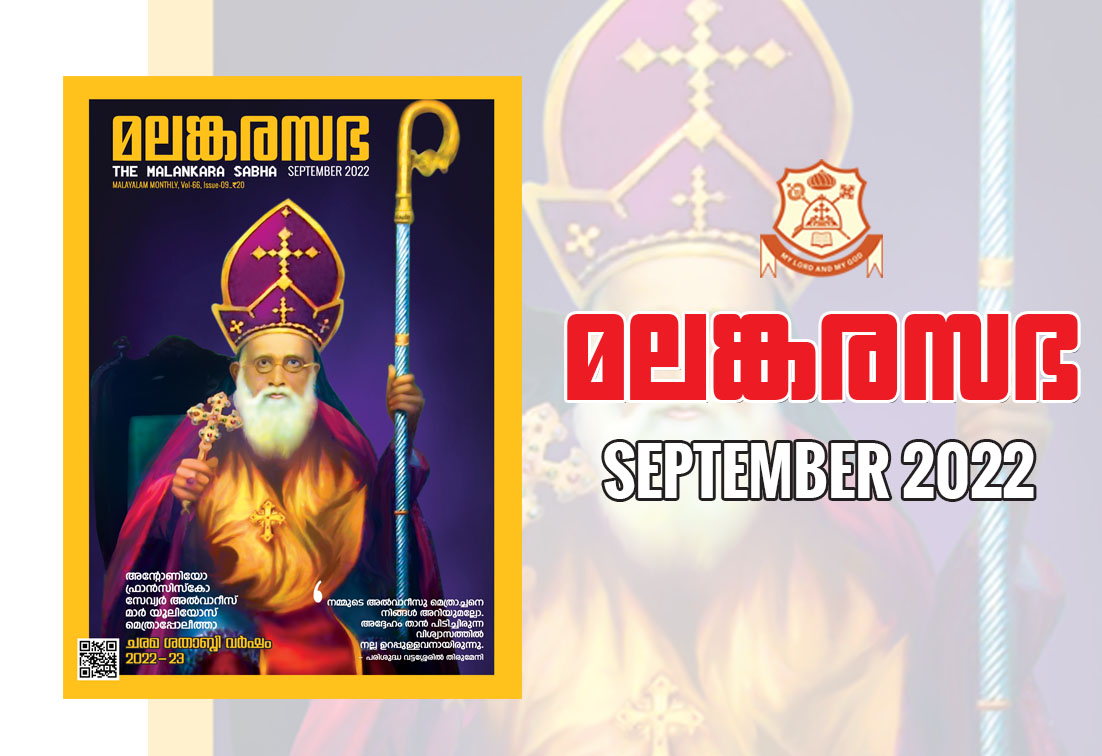 മലങ്കരസഭ
THE MALANKARA SABHA SEPTEMBER 2022
MALAYALAM MONTHLY, Vol-66, Issue-09..₹20
അന്റോണിയോ
ഫ്രാൻസിസ്കോ
സേവ്യർ അൽവാറീസ്
മാർ യൂലിയോസ്
മെത്രാപ്പോലീത്താ
ചരമ ശതാബ്ദി വർഷം
2022 – 23
‘നമ്മുടെ അൽവാറീസു മെത്രാച്ചനെ
നിങ്ങൾ അറിയുമല്ലോ.
അദ്ദേഹം താൻ പിടിച്ചിരുന്ന
വിശ്വാസത്തിൽ
നല്ല ഉറപ്പുള്ളവനായിരുന്നു.
- പരിശുദ്ധ വട്ടശ്ശേരിൽ തിരുമേനി
MY LORD AND MY GOD
മലങ്കരസഭ
SEPTEMBER 2022